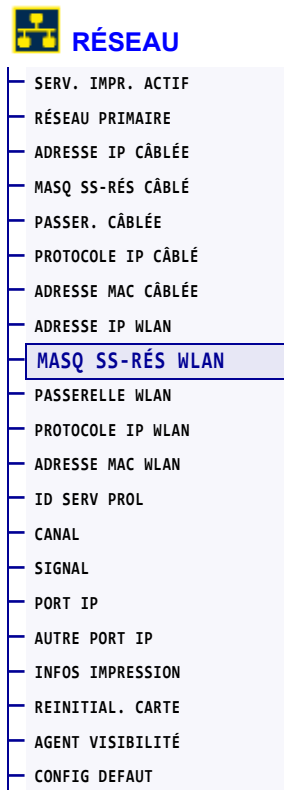 RÉSEAU
SERV. IMPR. ACTIF
RÉSEAU PRIMAIRE
ADRESSE IP CÂBLÉE
MASQ SS-RÉS CÂBLÉ
PASSER. CÂBLÉE
PROTOCOLE IP CÂBLÉ
ADRESSE MAC CÂBLÉE
ADRESSE IP WLAN
MASQ SS-RÉS WLAN
PASSERELLE WLAN
PROTOCOLE IP WLAN
ADRESSE MAC WLAN
ID SERV PROL
CANAL
SIGNAL
PORT IP
AUTRE PORT IP
INFOS IMPRESSION
REINITIAL. CARTE
AGENT VISIBILITÉ
CONFIG DEFAUT